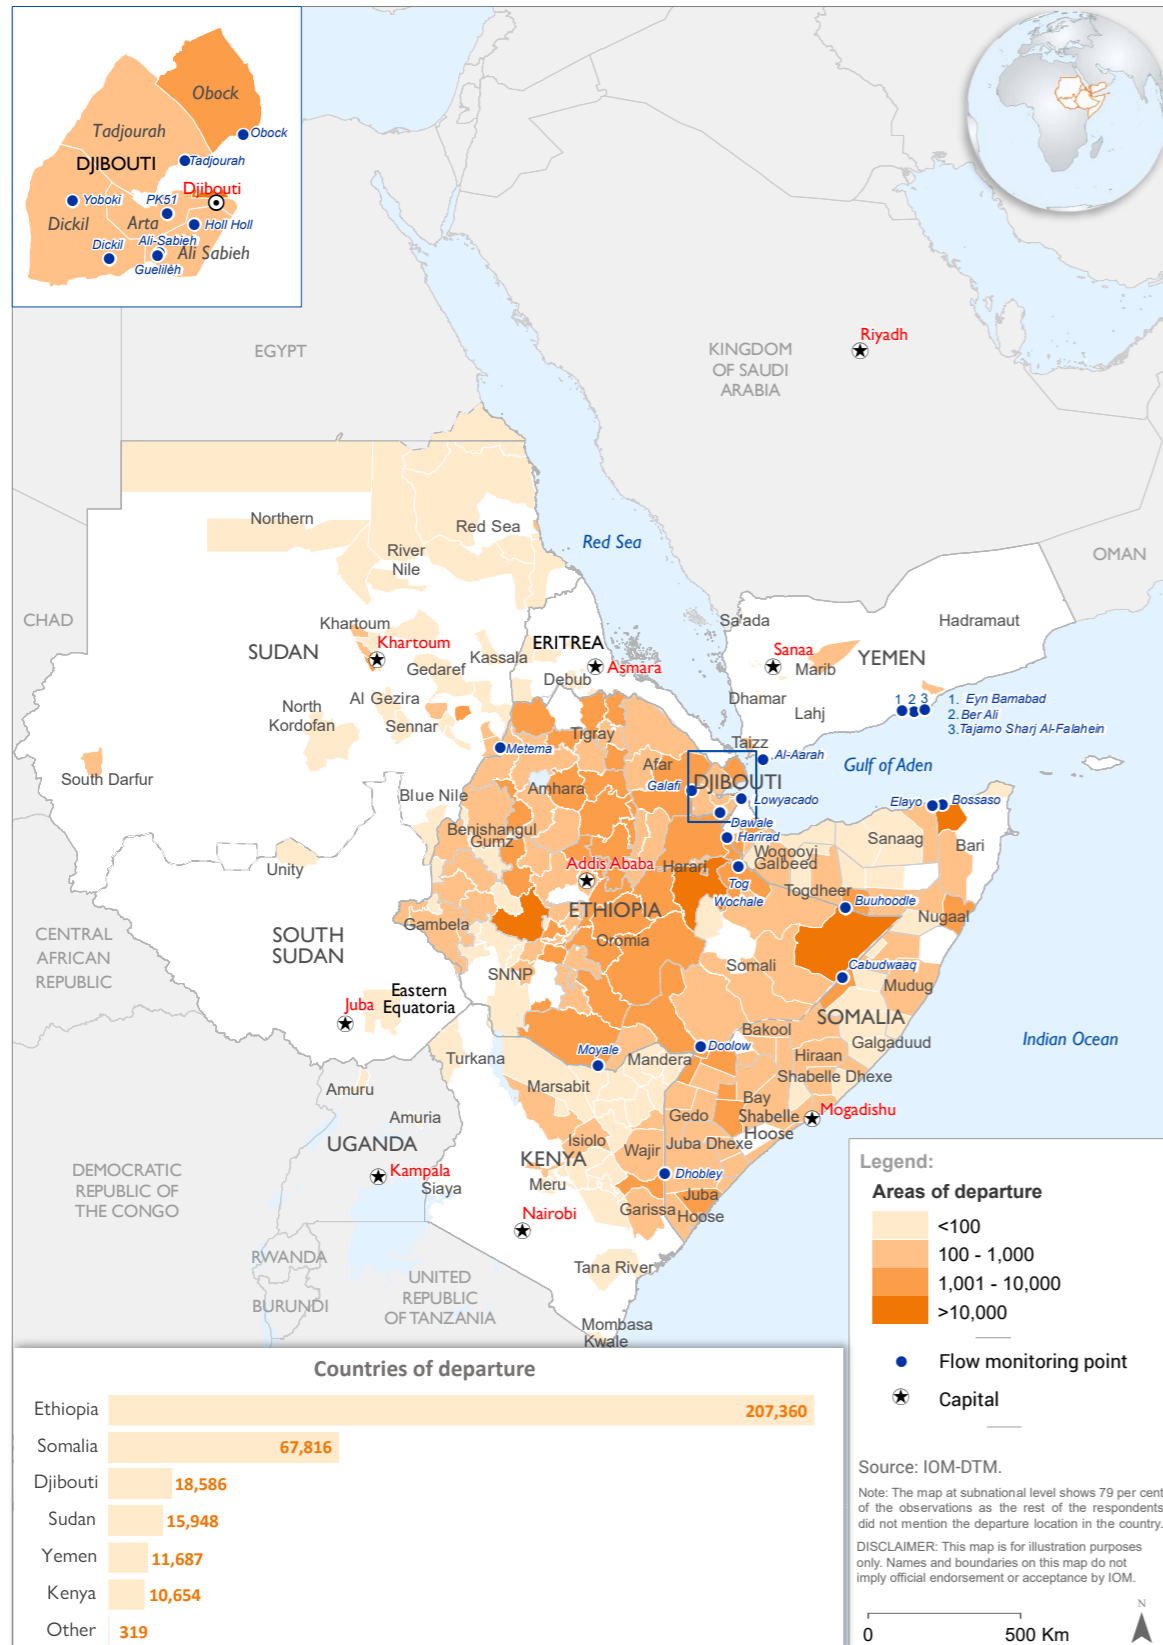 Obock
Tadjourah
Obock
DJIBOUTI
Tadjourah
Djibouti
Yoboki
PK51
Dickil
Arta
Holl Holl
Dickil
Ali-Sabieh
Ali Sabieh
Guelilèh
Riyadh
KINGDOM
OF SAUDI
ARABIA
EGYPT
Northern
Red Sea
Red Sea
River
Nile
OMAN
CHAD
Khartoum
Khartoum
SUDAN
Kassala
Gedaref
ERITREA
Asmara
Debub
Sa'ada
Hadramaut
Sanaa
YEMEN
Marib
Dhamar
Lahj
1 2 3
1. Eyn Bamabad
2. Ber Ali
3.Tajamo Sharj Al-Falahein
North
Kordofan
Al Gezira
Sennar
Tigray
Metema
Taizz
Al-Aarah
Gulf of Aden
South Darfur
Blue Nile
Afar
Galafi
DJIBOUTI
Lowyacado
Amhara
Dawale
Elayo
Bossaso
Benishangul
Gumz
Harirad
Sanaag
Woqooyi
Galbeed
Bari
Unity
Addis Ababa
Harari
Tog
Wochale
Togdheer
Buuhoodle
ETHIOPIA
Nugaal
Gambela
SOUTH
SUDAN
CENTRAL
AFRICAN
REPUBLIC
Oromia
SNNP
Somali
Cabudwaaq
Mudug
Eastern
Equatoria
Juba
SOMALIA
Bakool
Galgaduud
Indian Ocean
Turkana
Moyale
Mandera
Doolow
Hiraan
Shabelle Dhexe
Marsabit
Amuru
Amuria
Bay
Gedo
Shabelle
Hoose
Mogadishu
UGANDA
Isiolo
Wajir
Juba Dhexe
KENYA
Kampala
Siaya
Meru
Dhobley
DEMOCRATIC
REPUBLIC OF
THE CONGO
Nairobi
Garissa
Juba
Hoose
RWANDA
BURUNDI
UNITED
REPUBLIC
OF TANZANIA
Tana River
Mombasa
Kwale
Legend:
Areas of departure
<100
100 - 1,000
1,001 - 10,000
>10,000
Flow monitoring point
Capital
Source: IOM-DTM.
Note: The map at subnational level shows 79 per cent
of the observations as the rest of the respondents
did not mention the departure location in the country.
DISCLAIMER: This map is for illustration purposes
only. Names and boundaries on this map do not
imply official endorsement or acceptance by IOM.
N
0 500 Km
Countries of departure
Ethiopia 207,360
Somalia 67,816
Djibouti 18,586
Sudan 15,948
Yemen 11,687
Kenya 10,654
Other 319